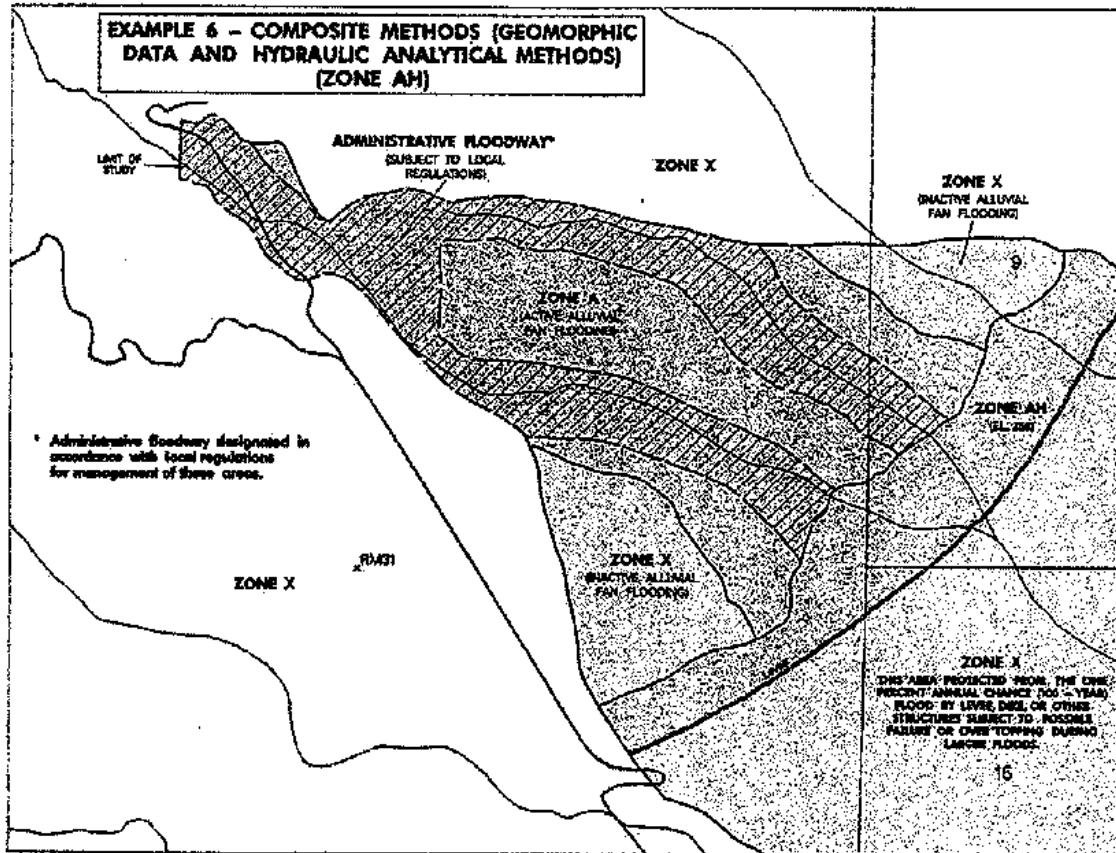 EXAMPLE 6 – COMPOSITE METHODS (GEOMORPHIC
DATA AND HYDRAULIC ANALYTICAL METHODS)
(ZONE AH)
LIMIT OF
STUDY
ADMINISTRATIVE FLOODWAY*
(SUBJECT TO LOCAL
REGULATIONS)
ZONE X
ZONE X
(INACTIVE ALLUVIAL
FAN FLOODING)
9
ZONE A
(ACTIVE ALLUVIAL
FAN FLOODING)
ZONE AH
* Administrative floodway designated in
accordance with local regulations
for management of these areas.
RM431
ZONE X
ZONE X
(INACTIVE ALLUVIAL
FAN FLOODING)
LEVEE
ZONE X
THIS AREA PROTECTED FROM THE ONE
PERCENT ANNUAL CHANCE (100 – YEAR)
FLOOD BY LEVEE, DIKE, OR OTHER
STRUCTURES SUBJECT TO POSSIBLE
FAILURE OR OVERTOPPING DURING
LARGER FLOODS.
16